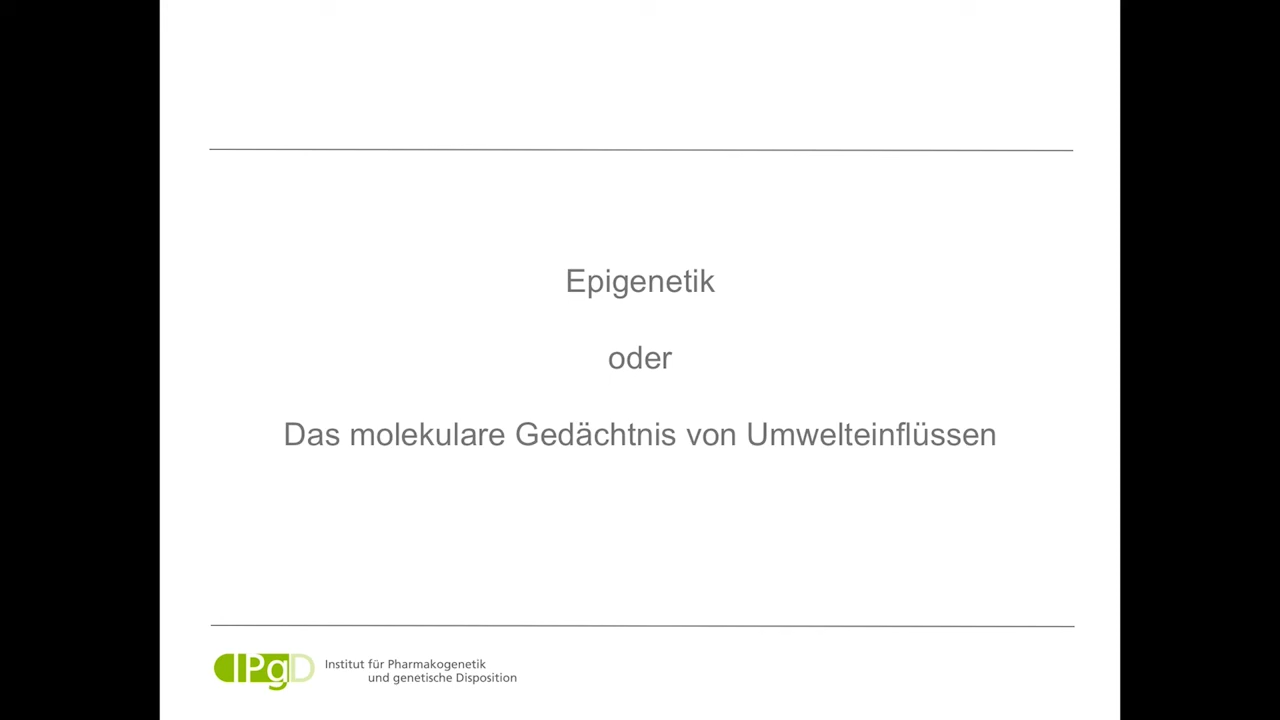 Epigenetik
oder
Das molekulare Gedächtnis von Umwelteinflüssen
IPgD
Institut für Pharmakogenetik
und genetische Disposition